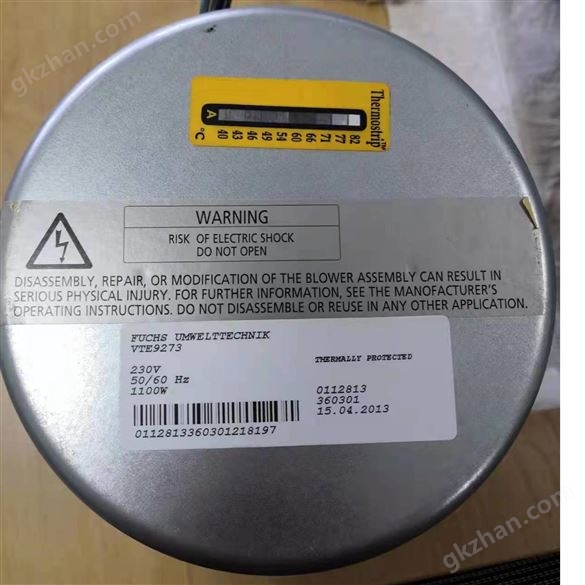 gkzhan.com
Thermostrip™
A
°C 40 43 46 49 54 60 66 71 77 82
WARNING
RISK OF ELECTRIC SHOCK
DO NOT OPEN
DISASSEMBLY, REPAIR, OR MODIFICATION OF THE BLOWER ASSEMBLY CAN RESULT IN
SERIOUS PHYSICAL INJURY. FOR FURTHER INFORMATION, SEE THE MANUFACTURER'S
OPERATING INSTRUCTIONS. DO NOT DISASSEMBLE OR REUSE IN ANY OTHER APPLICATION.
FUCHS UMWELTTECHNIK
VTE9273
THERMALLY PROTECTED
230V
50/60 Hz
1100W
0112813
360301
15.04.2013
0112813360301218197
gkzhan.com